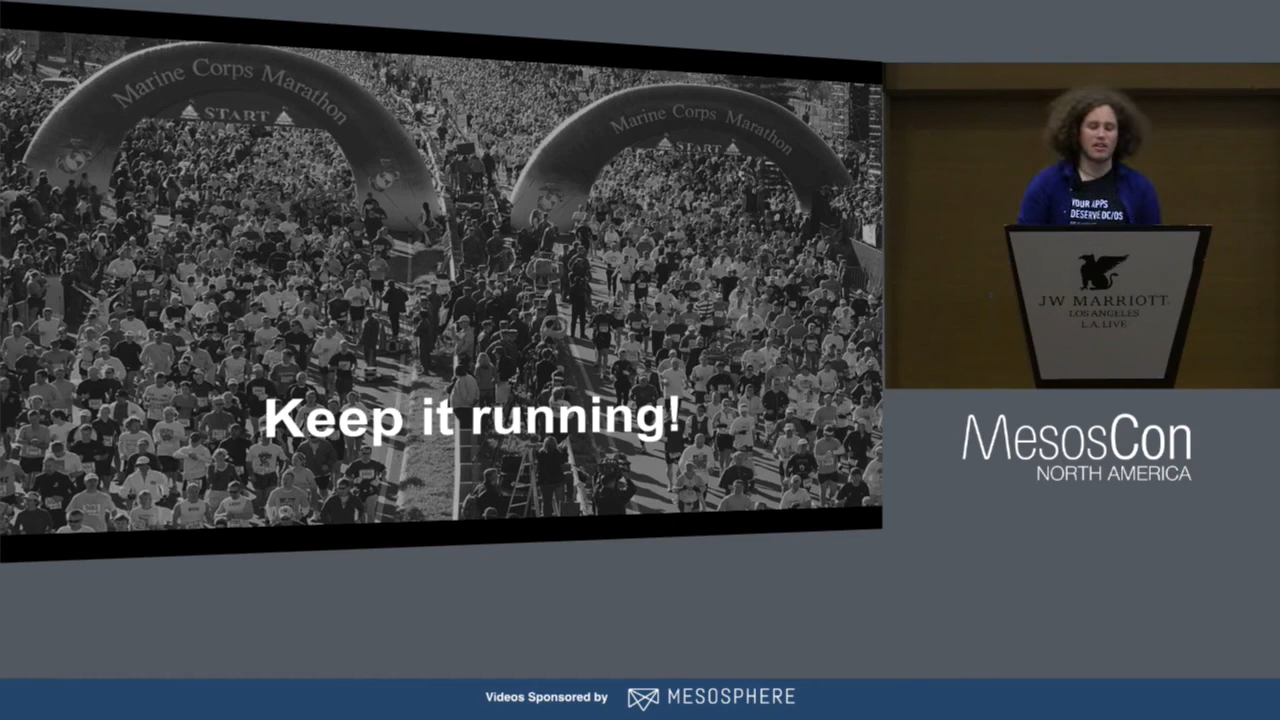 Marine Corps Marathon
START
Marine Corps Marathon
START
Keep it running!
YOUR APPS
DESERVE DC/OS
JW MARRIOTT
LOS ANGELES
L.A. LIVE
MesosCon
NORTH AMERICA
Videos Sponsored by MESOSPHERE